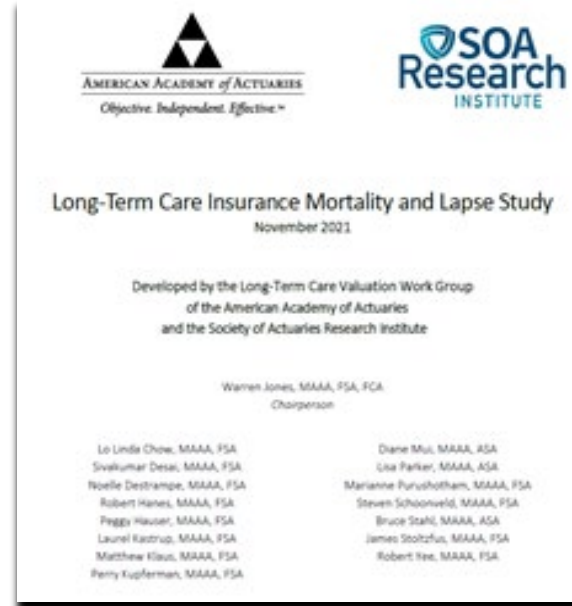 AMERICAN ACADEMY of ACTUARIES
Objective. Independent. Effective.™
SOA
Research
INSTITUTE
Long-Term Care Insurance Mortality and Lapse Study
November 2021
Developed by the Long-Term Care Valuation Work Group
of the American Academy of Actuaries
and the Society of Actuaries Research Institute
Warren Jones, MAAA, FSA, FCA
Chairperson
Lo Linda Chow, MAAA, FSA
Sivakumar Desai, MAAA, FSA
Noelle Destrampe, MAAA, FSA
Robert Hanes, MAAA, FSA
Peggy Hauser, MAAA, FSA
Laurel Kastrup, MAAA, FSA
Matthew Klaus, MAAA, FSA
Perry Kupferman, MAAA, FSA
Diane Mui, MAAA, ASA
Lisa Parker, MAAA, ASA
Marianne Purushotham, MAAA, FSA
Steven Schoonveld, MAAA, FSA
Bruce Stahl, MAAA, ASA
James Stoltzfus, MAAA, FSA
Robert Yee, MAAA, FSA